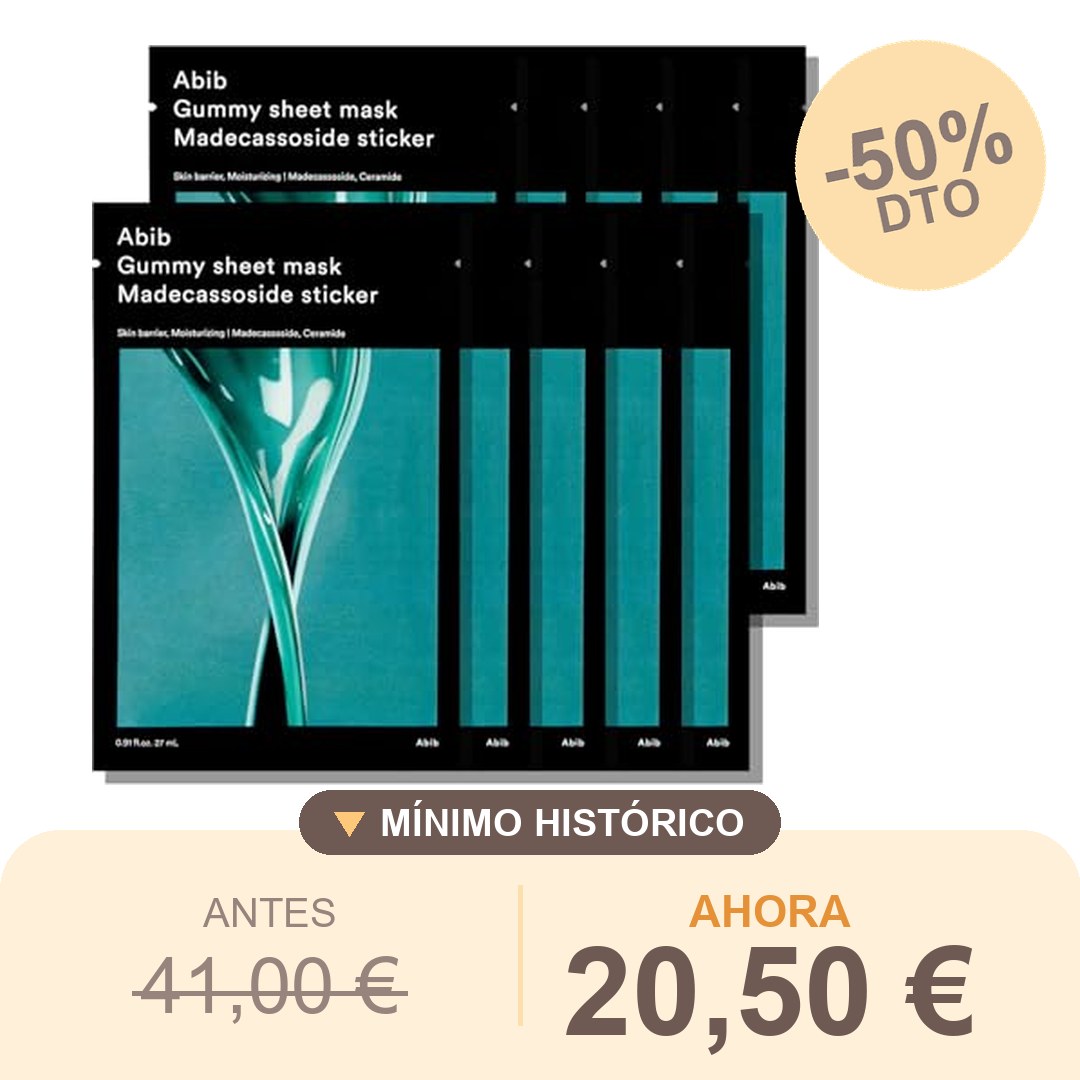 Abib
Gummy sheet mask
Madecassoside sticker
Skin barrier, Moisturizing | Madecassoside, Ceramide
-50%
DTO
Abib
Gummy sheet mask
Madecassoside sticker
Skin barrier, Moisturizing | Madecassoside, Ceramide
Abib
0.91 fl.oz. 27 mL
Abib
Abib
Abib
Abib
Abib
MÍNIMO HISTÓRICO
ANTES
41,00 €
AHORA
20,50 €